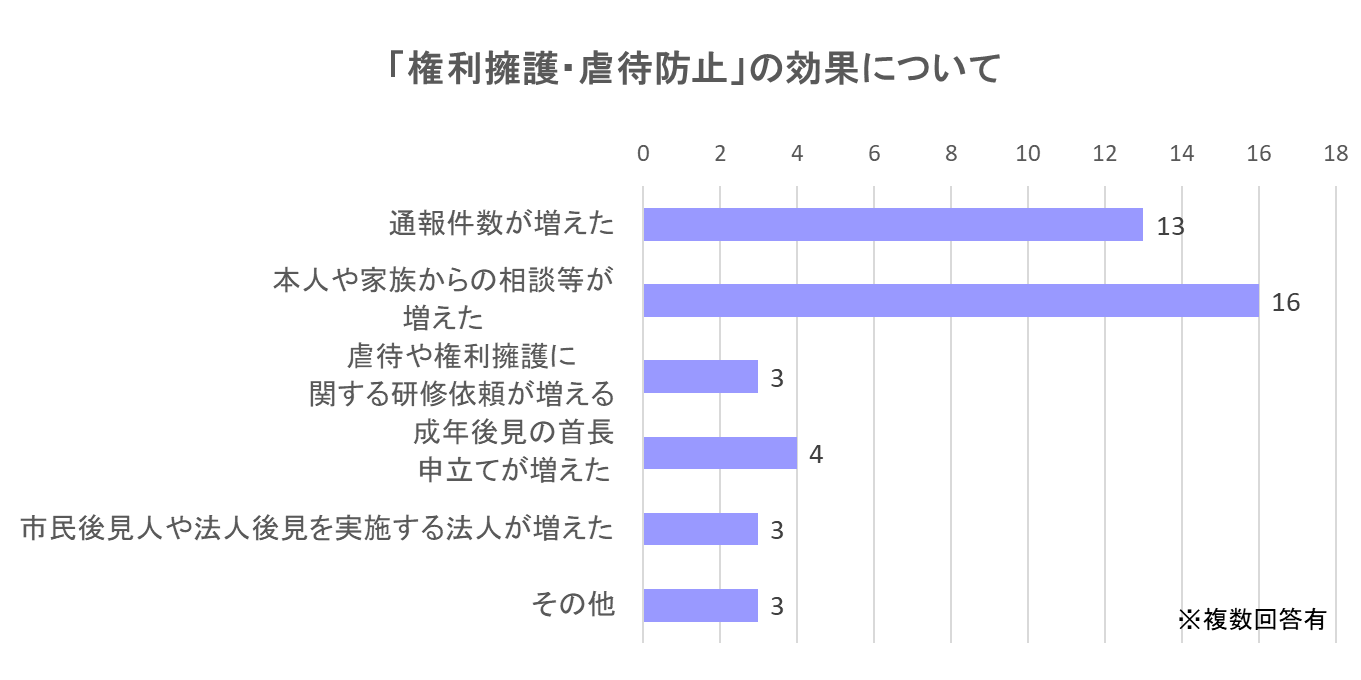 「権利擁護・虐待防止」の効果について
0 2 4 6 8 10 12 14 16 18
通報件数が増えた 13
本人や家族からの相談等が
増えた 16
虐待や権利擁護に
関する研修依頼が増える 3
成年後見の首長
申立てが増えた 4
市民後見人や法人後見を実施する法人が増えた 3
その他 3
※複数回答有